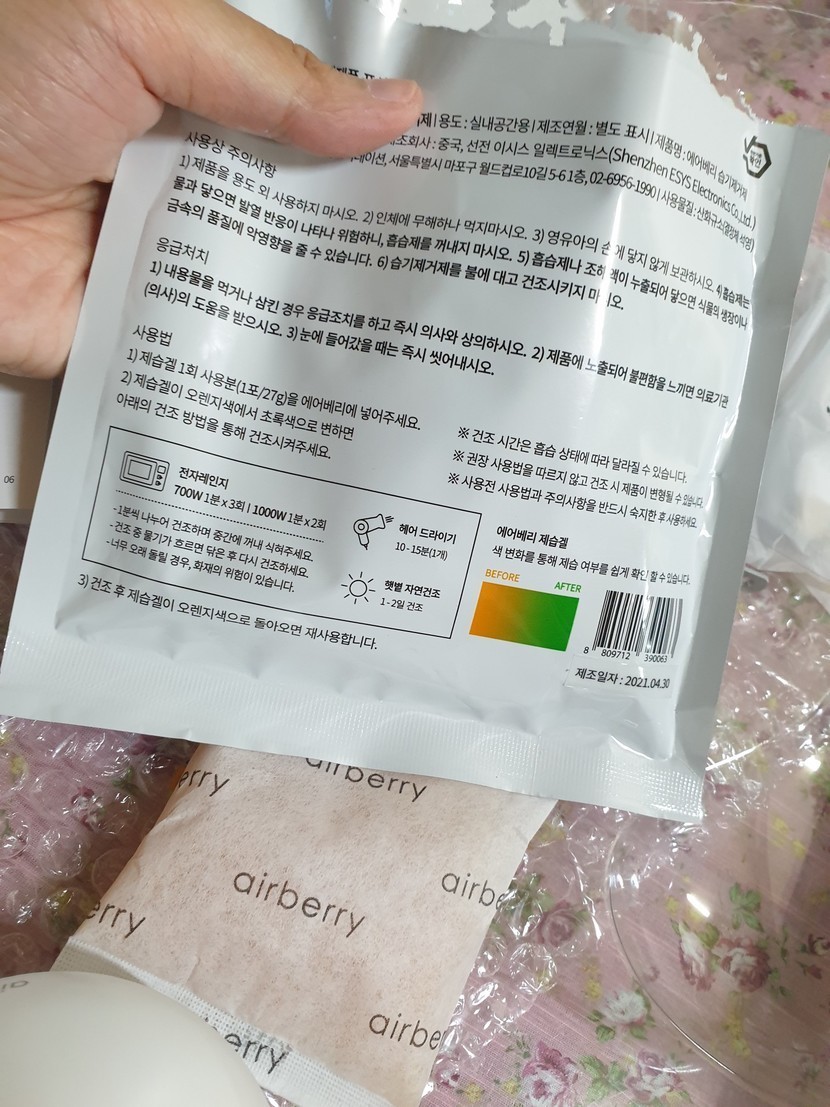 제 | 용도 : 실내공간용 | 제조연월 : 별도 표시 | 제품명 : 에어베리 습기제거제
제조회사 : 중국, 선전 이시스 일렉트로닉스(Shenzhen ESYS Electronics Co., Ltd.)
서울특별시 마포구 월드컵로10길 5-6 1층, 02-6956-1990 | 사용물질 : 산화규소(결정체 석영)
사용상 주의사항
1) 제품을 용도 외 사용하지 마시오. 2) 인체에 무해하나 먹지마시오. 3) 영유아의 손에 닿지 않게 보관하시오. 4) 흡습제는
물과 닿으면 발열 반응이 나타나 위험하니, 흡습제를 꺼내지 마시오. 5) 흡습제나 조해액이 누출되어 닿으면 식물의 생장이나
금속의 품질에 악영향을 줄 수 있습니다. 6) 습기제거제를 불에 대고 건조시키지 마시오.
응급처치
1) 내용물을 먹거나 삼킨 경우 응급조치를 하고 즉시 의사와 상의하시오. 2) 제품에 노출되어 불편함을 느끼면 의료기관
(의사)의 도움을 받으시오. 3) 눈에 들어갔을 때는 즉시 씻어내시오.
사용법
1) 제습겔 1회 사용분(1포/27g)을 에어베리에 넣어주세요.
2) 제습겔이 오렌지색에서 초록색으로 변하면
아래의 건조 방법을 통해 건조시켜주세요.
※ 건조 시간은 흡습 상태에 따라 달라질 수 있습니다.
※ 권장 사용법을 따르지 않고 건조 시 제품이 변형될 수 있습니다.
※ 사용전 사용법과 주의사항을 반드시 숙지한 후 사용하세요.
전자레인지
700W 1분 x 3회 | 1000W 1분 x 2회
- 1분씩 나누어 건조하며 중간에 꺼내 식혀주세요.
- 건조 중 물기가 흐르면 닦은 후 다시 건조하세요.
- 너무 오래 돌릴 경우, 화재의 위험이 있습니다.
헤어 드라이기
10 - 15분(1개)
햇볕 자연건조
1 - 2일 건조
3) 건조 후 제습겔이 오렌지색으로 돌아오면 재사용합니다.
에어베리 제습겔
색 변화를 통해 제습 여부를 쉽게 확인 할 수 있습니다.
BEFORE
AFTER
8 809712 390063
제조일자 : 2021.04.30
06
erry
airberry
airberry
airbe
erry
airbe
erry